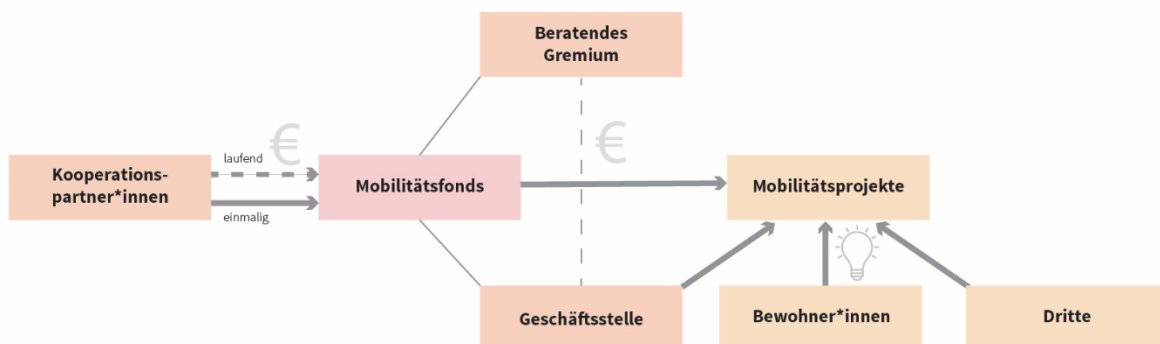 Beratendes
Gremium
€
€
laufend
Kooperations-
partner*innen
Mobilitätsfonds
Mobilitätsprojekte
einmalig
Geschäftsstelle
Bewohner*innen
Dritte